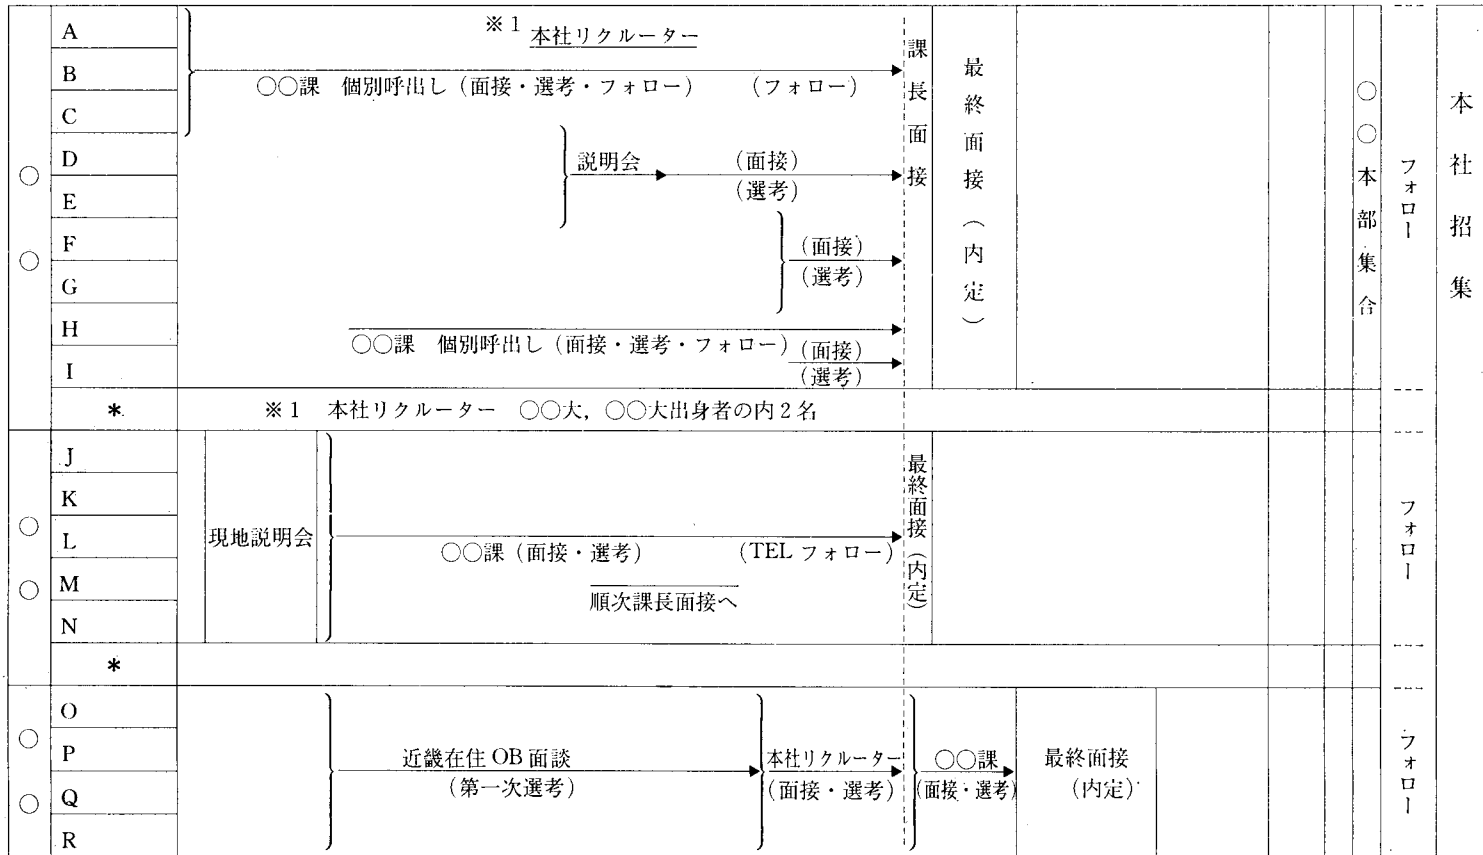 ○
○
A
B
C
D
E
F
G
H
I
※1 本社リクルーター
○○課 個別呼出し（面接・選考・フォロー） （フォロー）
説明会
（面接）
（選考）
（面接）
（選考）
○○課 個別呼出し（面接・選考・フォロー）
（面接）
（選考）
課長面接
最終面接（内定）
○○本部集合
フォロー
本社招集
*
※1 本社リクルーター ○○大，○○大出身者の内2名
○
○
J
K
L
M
N
現地説明会
○○課（面接・選考） （TEL フォロー）
順次課長面接へ
最終面接（内定）
フォロー
*
○
○
O
P
Q
R
近畿在住 OB 面談
（第一次選考）
本社リクルーター
（面接・選考）
○○課
（面接・選考）
最終面接
（内定）
フォロー